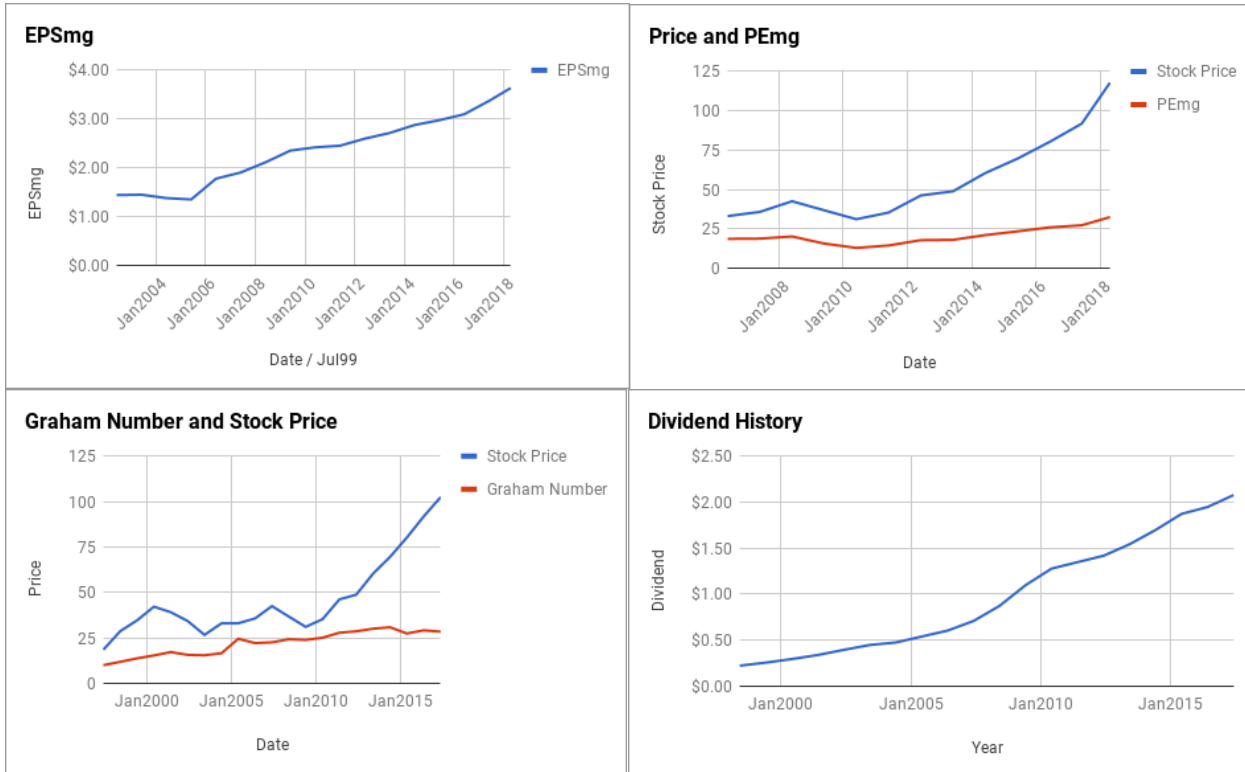 EPSmg
EPSmg
$4.00
$3.00
$2.00
$1.00
$0.00
EPSmg
Jan2004
Jan2006
Jan2008
Jan2010
Jan2012
Jan2014
Jan2016
Jan2018
Date / Jul99
Price and PEmg
Stock Price
PEmg
125
100
75
50
25
0
Stock Price
Jan2008
Jan2010
Jan2012
Jan2014
Jan2016
Jan2018
Date
Graham Number and Stock Price
Stock Price
Graham Number
125
100
75
50
25
0
Price
Jan2000
Jan2005
Jan2010
Jan2015
Date
Dividend History
$2.50
$2.00
$1.50
$1.00
$0.50
$0.00
Dividend
Jan2000
Jan2005
Jan2010
Jan2015
Year